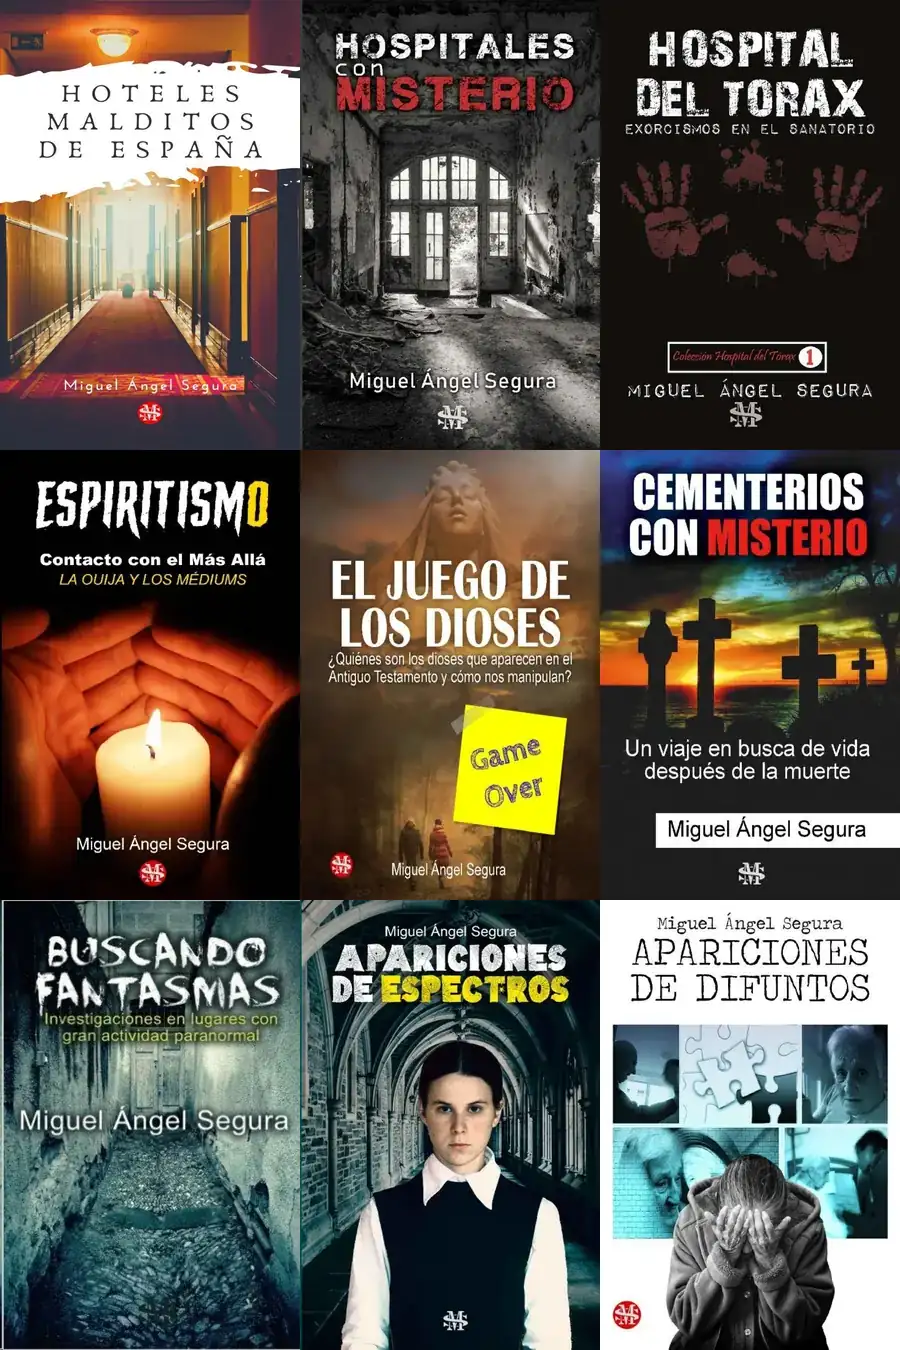 HOTELES
MALDITOS
DE ESPAÑA
Miguel Ángel Segura
HOSPITALES
con
MISTERIO
Miguel Ángel Segura
HOSPITAL
DEL TORAX
EXORCISMOS EN EL SANATORIO
Colección Hospital del Tórax 1
MIGUEL ÁNGEL SEGURA
ESPIRITISMO
Contacto con el Más Allá
LA OUIJA Y LOS MÉDIUMS
Miguel Ángel Segura
EL JUEGO DE
LOS DIOSES
¿Quiénes son los dioses que aparecen en el
Antiguo Testamento y cómo nos manipulan?
Game
Over
Miguel Ángel Segura
CEMENTERIOS
CON MISTERIO
Un viaje en busca de vida
después de la muerte
Miguel Ángel Segura
BUSCANDO
FANTASMAS
Investigaciones en lugares con
gran actividad paranormal
Miguel Ángel Segura
Miguel Ángel Segura
APARICIONES
DE ESPECTROS
Miguel Ángel Segura
APARICIONES
DE DIFUNTOS